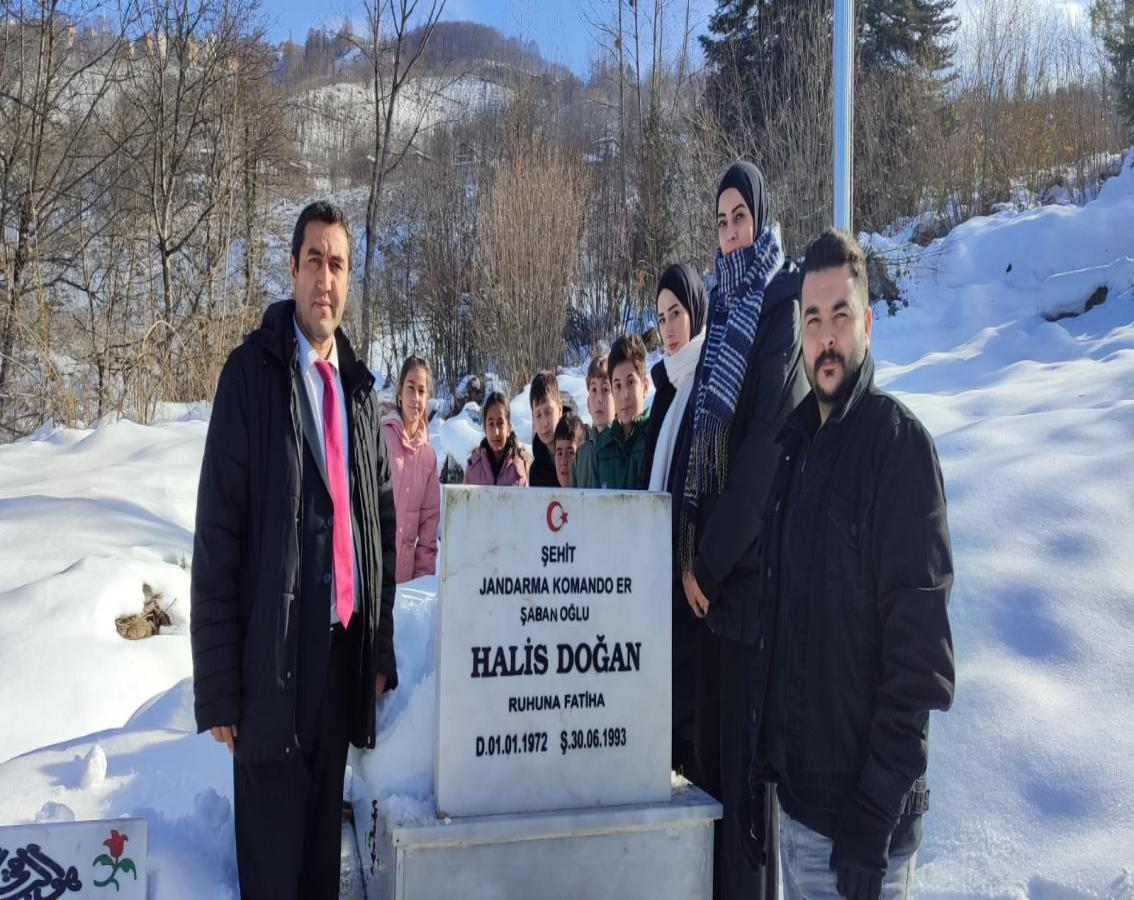 ŞEHİT
JANDARMA KOMANDO ER
ŞABAN OĞLU
HALİS DOĞAN
RUHUNA FATİHA
D.01.01.1972 Ş.30.06.1993